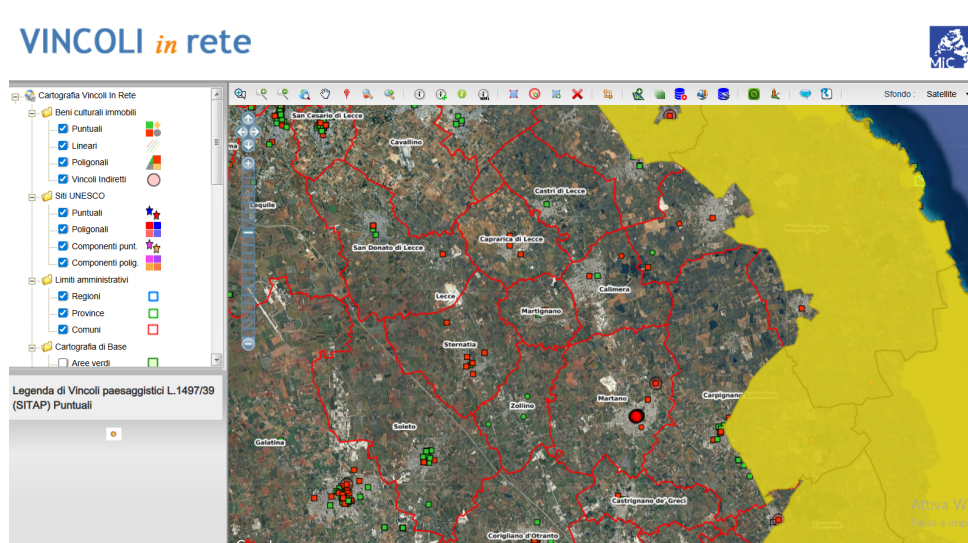 VINCOLI in rete
MiC
Cartografia Vincoli In Rete
Beni culturali immobili
Puntuali
Lineari
Poligonali
Vincoli Indiretti
Siti UNESCO
Puntuali
Poligonali
Componenti punt.
Componenti polig.
Limiti amministrativi
Regioni
Province
Comuni
Cartografia di Base
Aree verdi
Legenda di Vincoli paesaggistici L.1497/39
(SITAP) Puntuali
Sfondo : Satellite
San Cesario di Lecce
Cavallino
Castri di Lecce
San Donato di Lecce
Caprarica di Lecce
Lecce
Calimera
Martignano
Sternatia
Zollino
Martano
Carpignano
Soleto
Galatina
Castrignano de' Greci
Corigliano d'Otranto
Attiva W